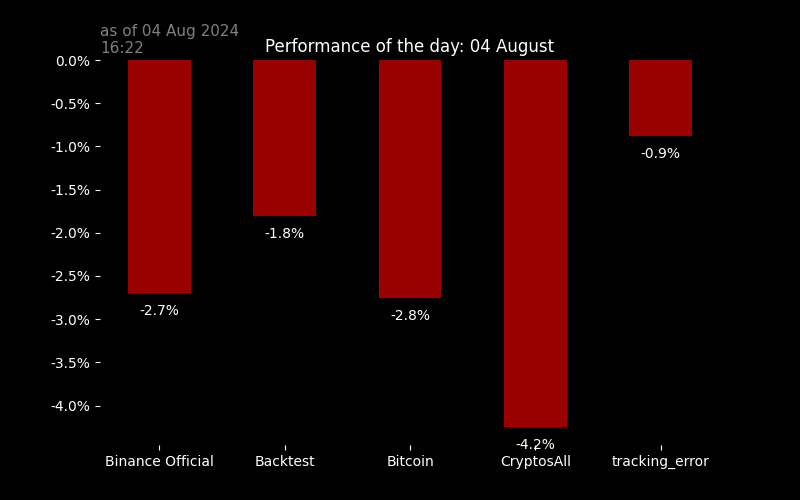 as of 04 Aug 2024
16:22
Performance of the day: 04 August
0.0%
-0.5%
-1.0%
-1.5%
-2.0%
-2.5%
-3.0%
-3.5%
-4.0%
-2.7%
-1.8%
-2.8%
-4.2%
-0.9%
Binance Official
Backtest
Bitcoin
CryptosAll
tracking_error